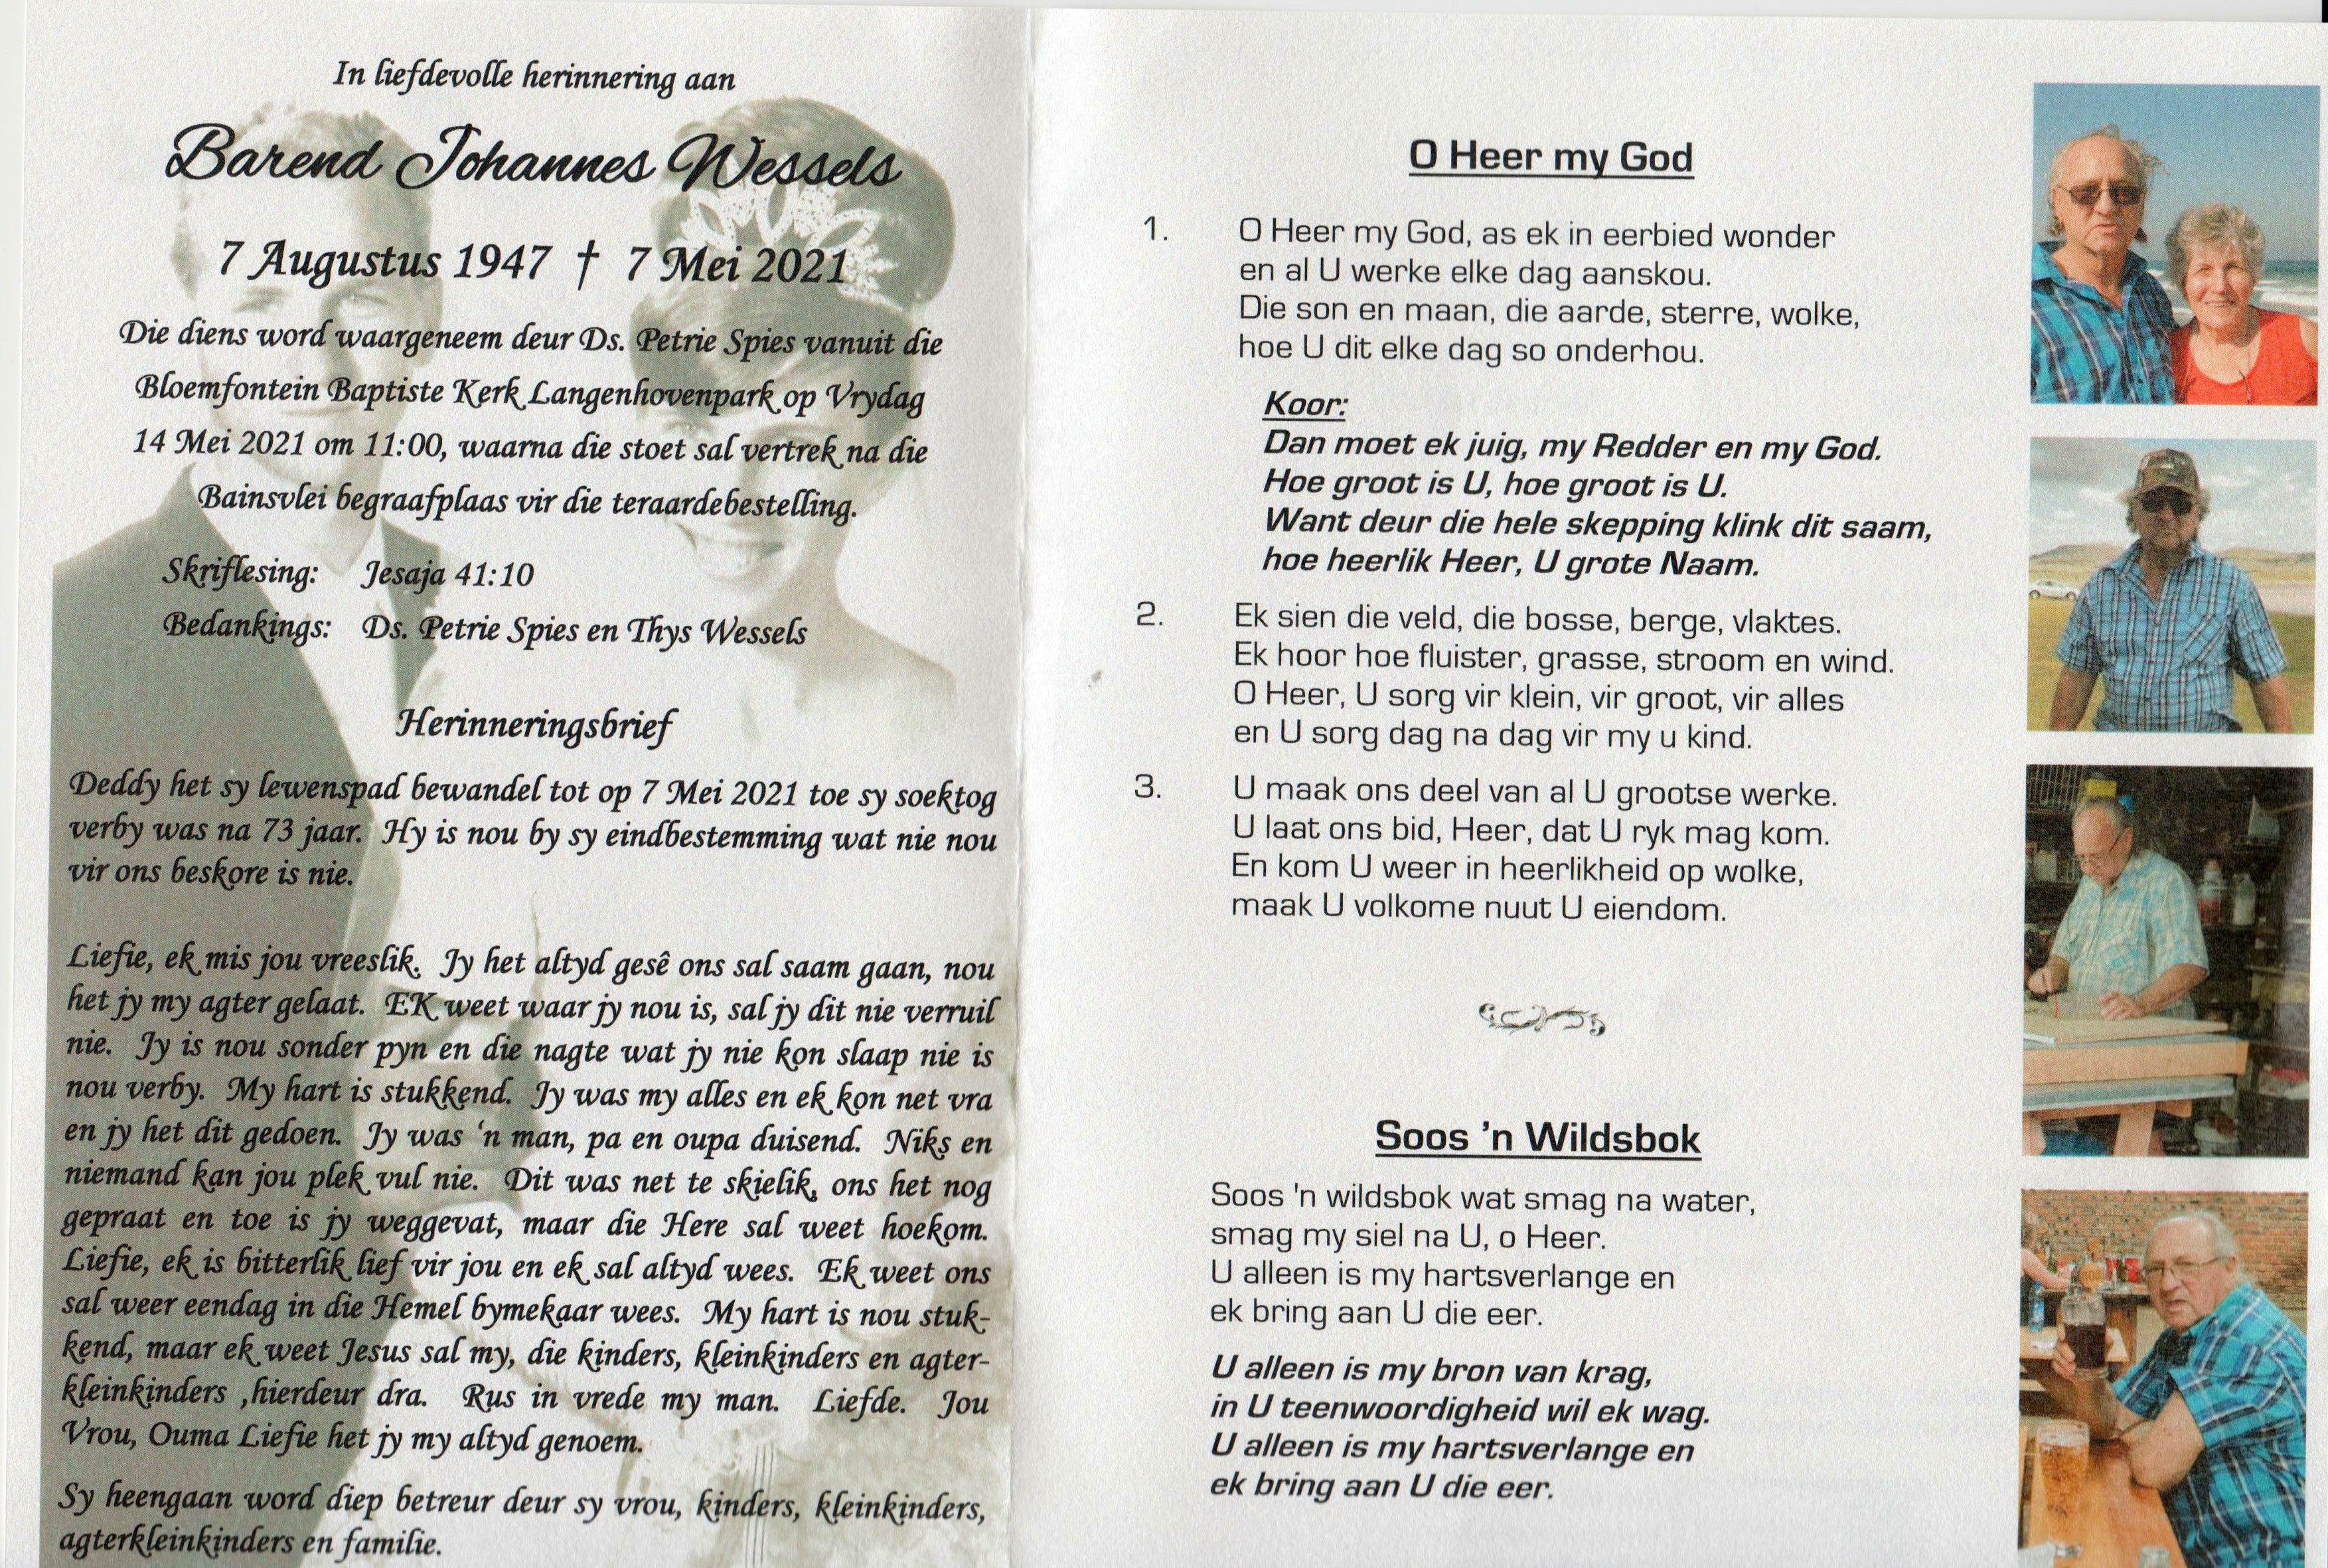 In liefdevolle herinnering aan
Barend Johannes Wessels
7 Augustus 1947 † 7 Mei 2021
Die diens word waargeneem deur Ds. Petrie Spies vanuit die
Bloemfontein Baptiste Kerk Langenhovenpark op Vrydag
14 Mei 2021 om 11:00, waarna die stoet sal vertrek na die
Bainsvlei begraafplaas vir die teraardebestelling.
Skriflesing: Jesaja 41:10
Bedankings: Ds. Petrie Spies en Thys Wessels
Herinneringsbrief
Deddy het sy lewenspad bewandel tot op 7 Mei 2021 toe sy soektog
verby was na 73 jaar. Hy is nou by sy eindbestemming wat nie nou
vir ons beskore is nie.
Liefie, ek mis jou vreeslik. Jy het altyd gesê ons sal saam gaan, nou
het jy my agter gelaat. EK weet waar jy nou is, sal jy dit nie verruil
nie. Jy is nou sonder pyn en die nagte wat jy nie kon slaap nie is
nou verby. My hart is stukkend. Jy was my alles en ek kon net vra
en jy het dit gedoen. Jy was ‘n man, pa en oupa duisend. Niks en
niemand kan jou plek vul nie. Dit was net te skielik, ons het nog
gepraat en toe is jy weggevat, maar die Here sal weet hoekom.
Liefie, ek is bitterlik lief vir jou en ek sal altyd wees. Ek weet ons
sal weer eendag in die Hemel bymekaar wees. My hart is nou stuk-
kend, maar ek weet Jesus sal my, die kinders, kleinkinders en agter-
kleinkinders ,hierdeur dra. Rus in vrede my man. Liefde. Jou
Vrou, Ouma Liefie het jy my altyd genoem.
Sy heengaan word diep betreur deur sy vrou, kinders, kleinkinders,
agterkleinkinders en familie.
O Heer my God
1. O Heer my God, as ek in eerbied wonder
en al U werke elke dag aanskou.
Die son en maan, die aarde, sterre, wolke,
hoe U dit elke dag so onderhou.
Koor:
Dan moet ek juig, my Redder en my God.
Hoe groot is U, hoe groot is U.
Want deur die hele skepping klink dit saam,
hoe heerlik Heer, U grote Naam.
2. Ek sien die veld, die bosse, berge, vlaktes.
Ek hoor hoe fluister, grasse, stroom en wind.
O Heer, U sorg vir klein, vir groot, vir alles
en U sorg dag na dag vir my u kind.
3. U maak ons deel van al U grootse werke.
U laat ons bid, Heer, dat U ryk mag kom.
En kom U weer in heerlikheid op wolke,
maak U volkome nuut U eiendom.
Soos ’n Wildsbok
Soos 'n wildsbok wat smag na water,
smag my siel na U, o Heer.
U alleen is my hartsverlange en
ek bring aan U die eer.
U alleen is my bron van krag,
in U teenwoordigheid wil ek wag.
U alleen is my hartsverlange en
ek bring aan U die eer.